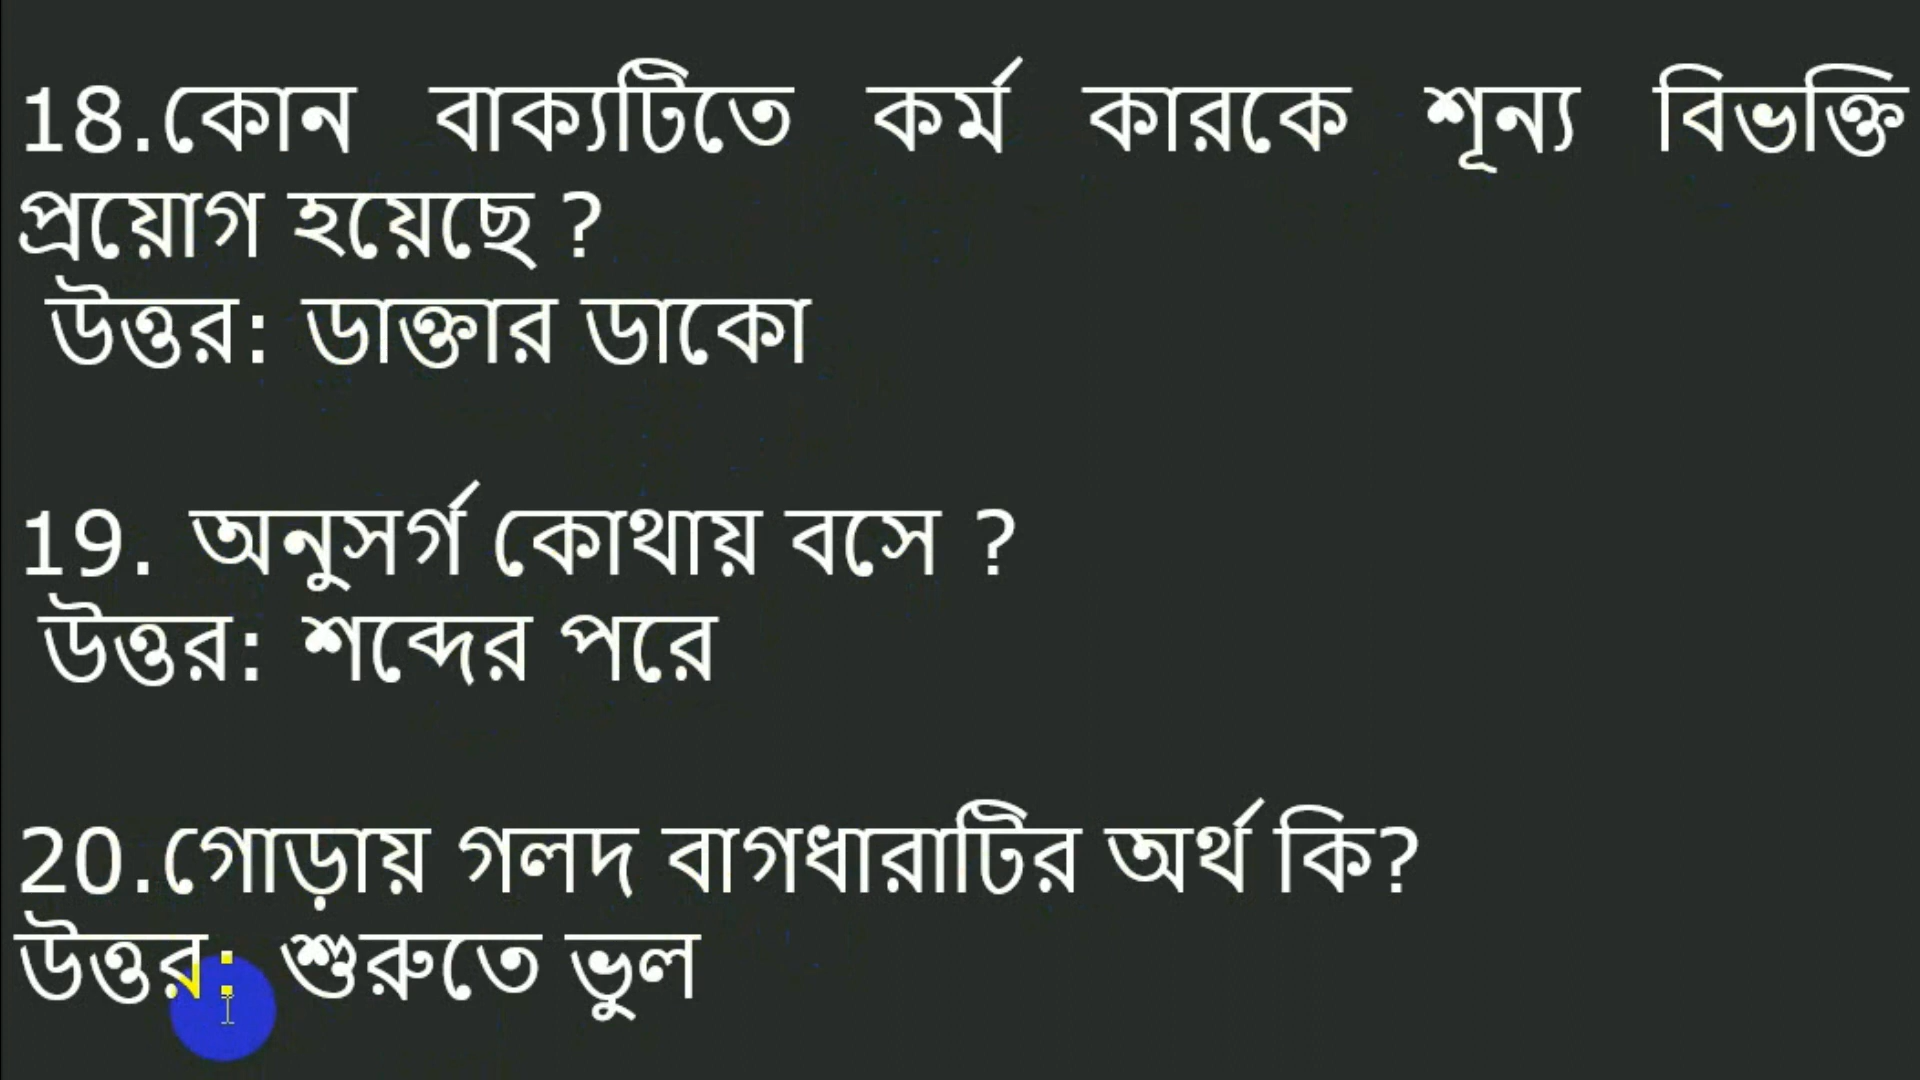 18.কোন বাক্যটিতে কর্ম কারকে শূন্য বিভক্তি
প্রয়োগ হয়েছে ?
উত্তর: ডাক্তার ডাকো
19. অনুসর্গ কোথায় বসে ?
উত্তর: শব্দের পরে
20.গোড়ায় গলদ বাগধারাটির অর্থ কি?
উত্তর: শুরুতে ভুল